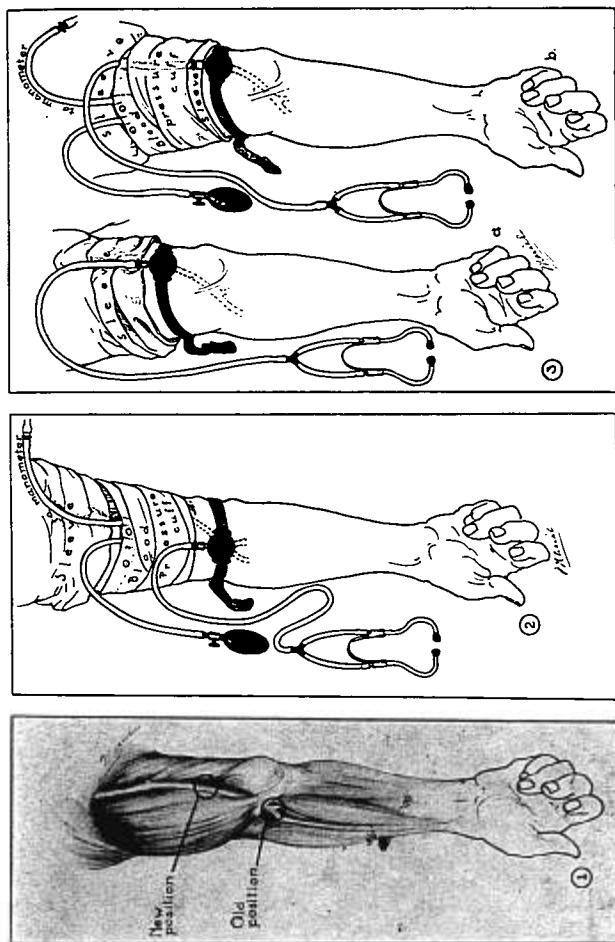 New
position
Old
position
1
manometer
Sleeve
Blood
pressure
cuff
2
Sleeve
a.
3
to manometer
Sleeve
Blood
pressure
cuff
Sleeve
b.